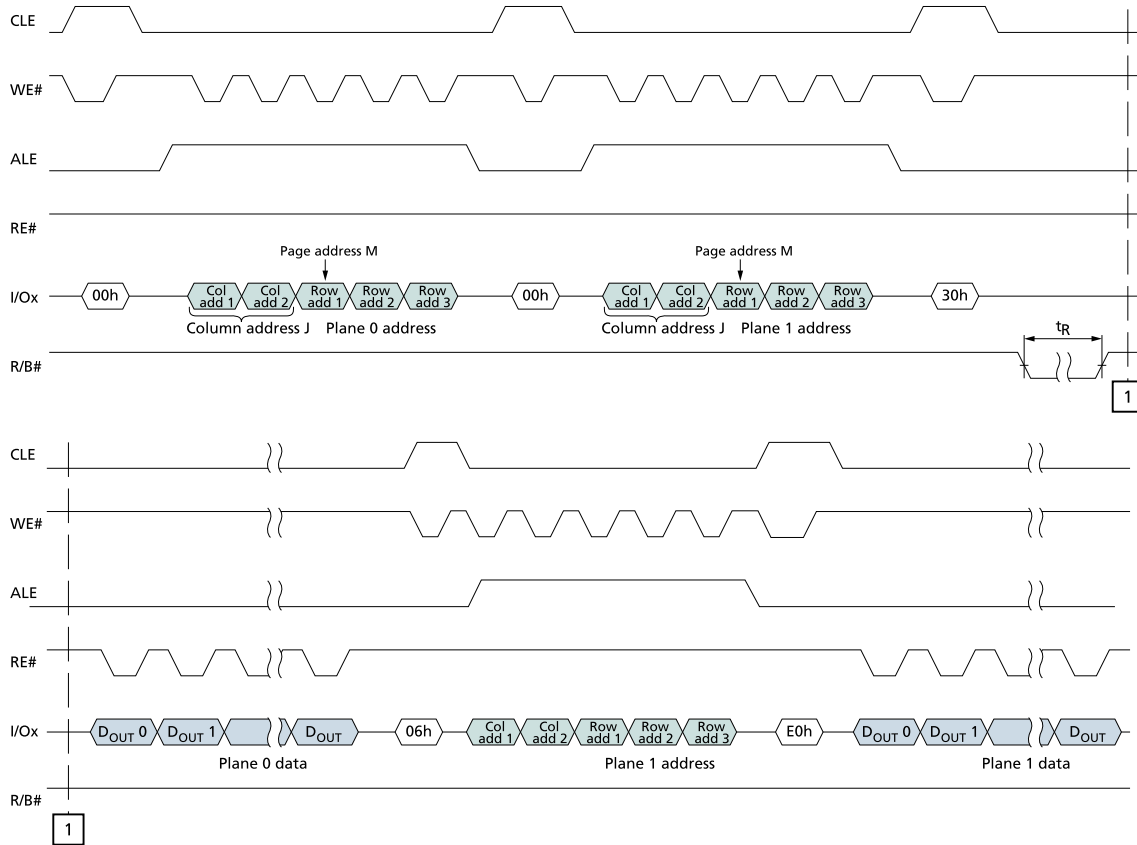 CLE
WE#
ALE
RE#
Page address M Page address M
I/Ox 00h Col add 1 Col add 2 Row add 1 Row add 2 Row add 3 00h Col add 1 Col add 2 Row add 1 Row add 2 Row add 3 30h
Column address J Plane 0 address Column address J Plane 1 address
tR
R/B#
1
CLE
WE#
ALE
RE#
I/Ox DOUT 0 DOUT 1 DOUT 06h Col add 1 Col add 2 Row add 1 Row add 2 Row add 3 E0h DOUT 0 DOUT 1 DOUT
Plane 0 data Plane 1 address Plane 1 data
R/B#
1